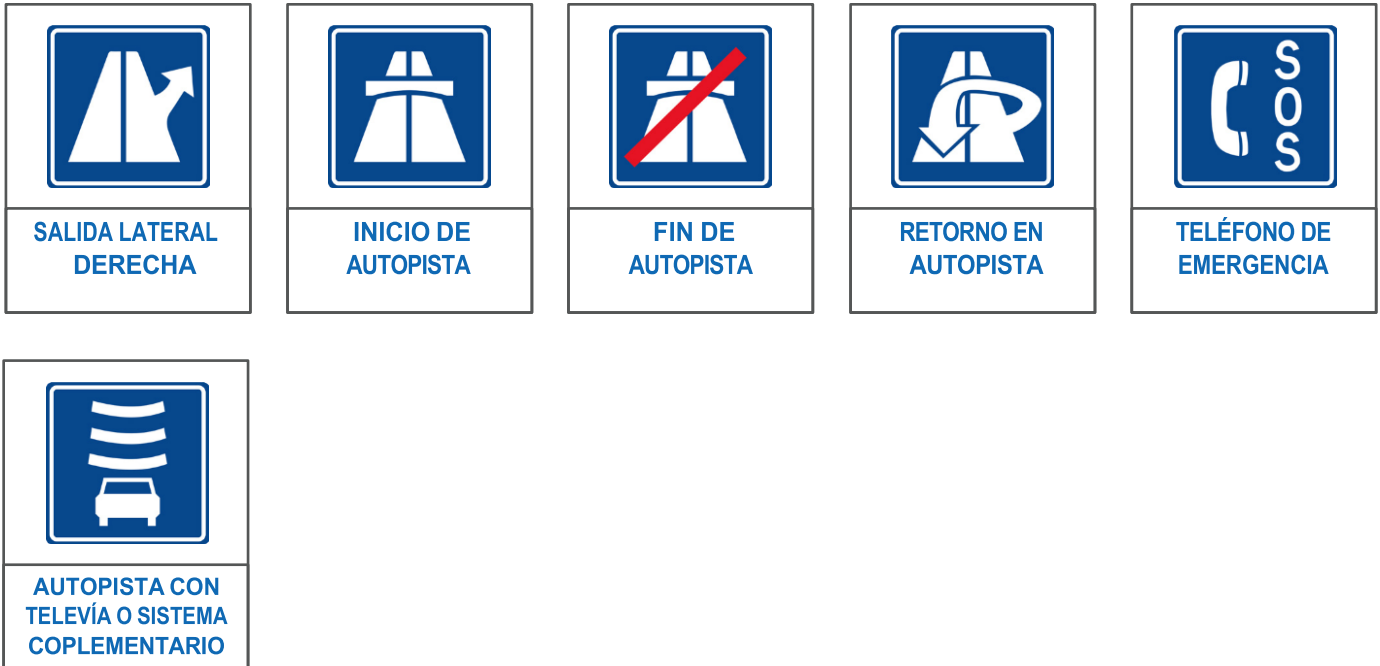 S
O
S
SALIDA LATERAL
DERECHA
INICIO DE
AUTOPISTA
FIN DE
AUTOPISTA
RETORNO EN
AUTOPISTA
TELÉFONO DE
EMERGENCIA
AUTOPISTA CON
TELEVÍA O SISTEMA
COPLEMENTARIO